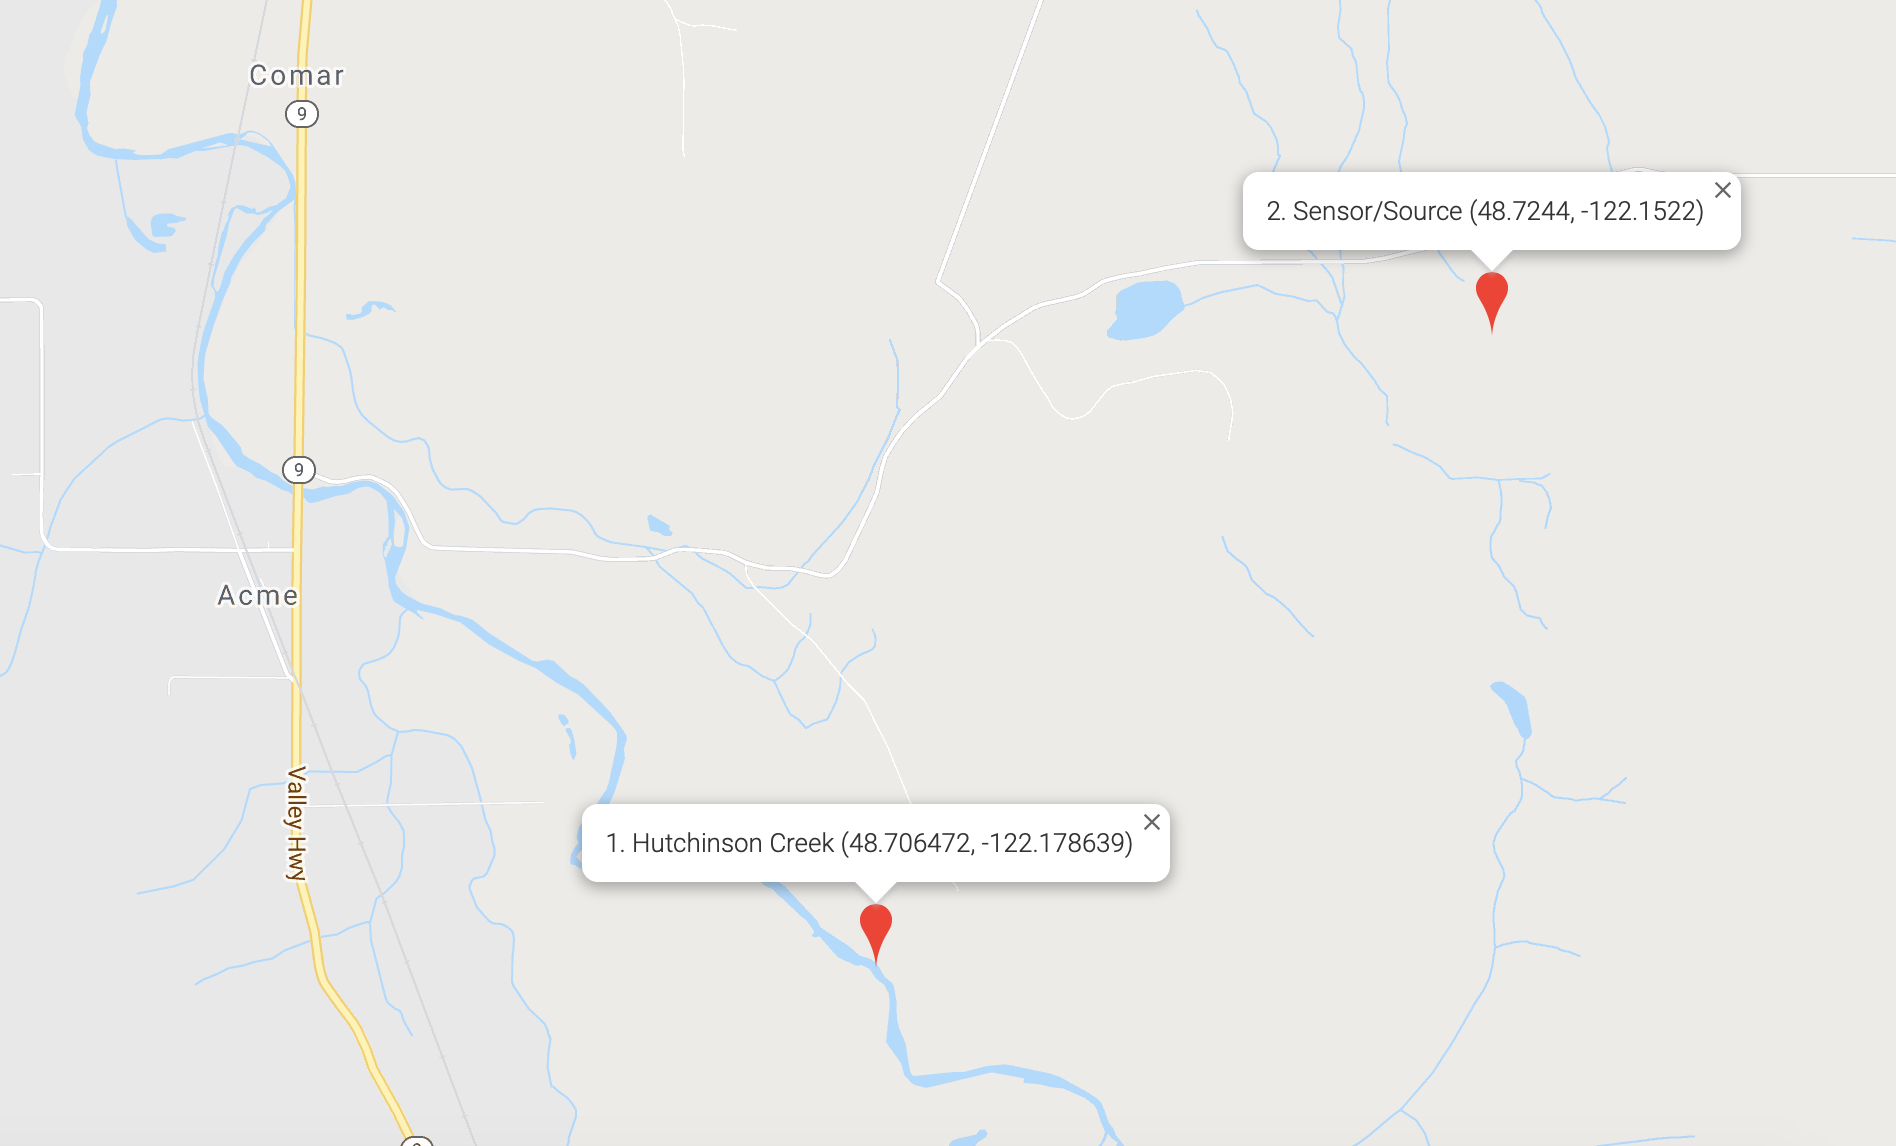 Comar
9
2. Sensor/Source (48.7244, -122.1522)
9
Acme
Valley Hwy
1. Hutchinson Creek (48.706472, -122.178639)